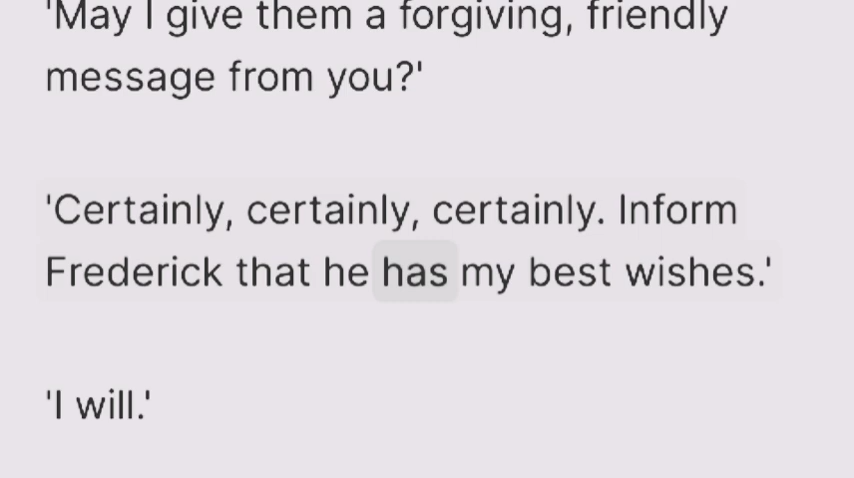 'May I give them a forgiving, friendly
message from you?'
'Certainly, certainly, certainly. Inform
Frederick that he has my best wishes.'
'I will.'